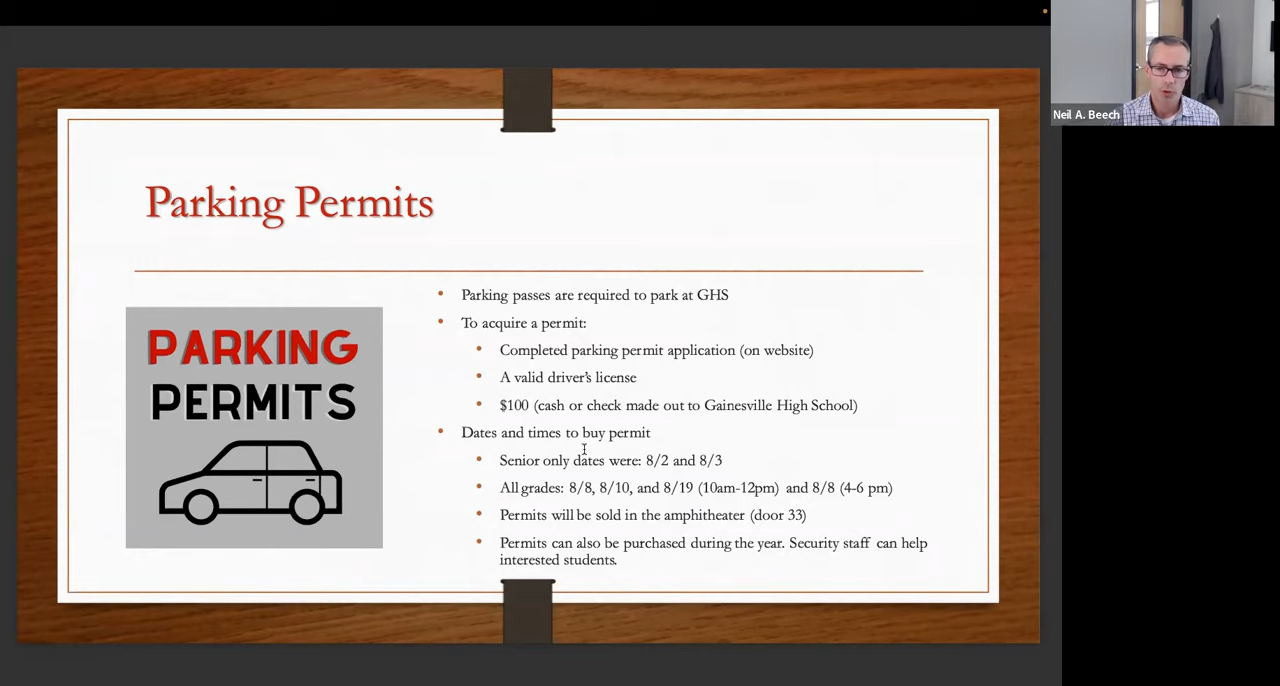 Neil A. Beech
Parking Permits
PARKING
PERMITS
Parking passes are required to park at GHS
To acquire a permit:
Completed parking permit application (on website)
A valid driver's license
$100 (cash or check made out to Gainesville High School)
Dates and times to buy permit
Senior only dates were: 8/2 and 8/3
All grades: 8/8, 8/10, and 8/19 (10am-12pm) and 8/8 (4-6 pm)
Permits will be sold in the amphitheater (door 33)
Permits can also be purchased during the year. Security staff can help
interested students.